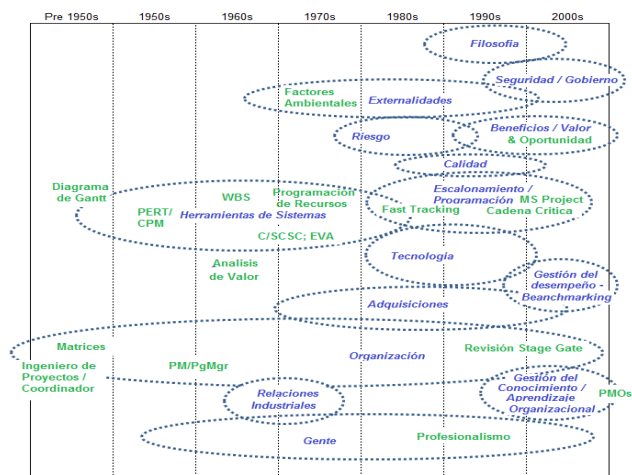 Pre 1950s 1950s 1960s 1970s 1980s 1990s 2000s
Filosofia
Seguridad / Gobierno
Factores
Ambientales
Externalidades
Riesgo
Beneficios / Valor
& Oportunidad
Calidad
Diagrama
de Gantt
WBS
Programación
de Recursos
Escalonamiento /
Programación
MS Project
PERT/
CPM
Herramientas de Sistemas
Fast Tracking
Cadena Critica
C/SCSC; EVA
Analisis
de Valor
Tecnologia
Gestión del
desempeño -
Beanchmarking
Adquisiciones
Matrices
Organización
Revisión Stage Gate
Ingeniero de
Proyectos /
Coordinador
PM/PgMgr
Relaciones
Industriales
Gestión del
Conocimiento /
Aprendizaje
Organizacional
PMOs
Gente
Profesionalismo